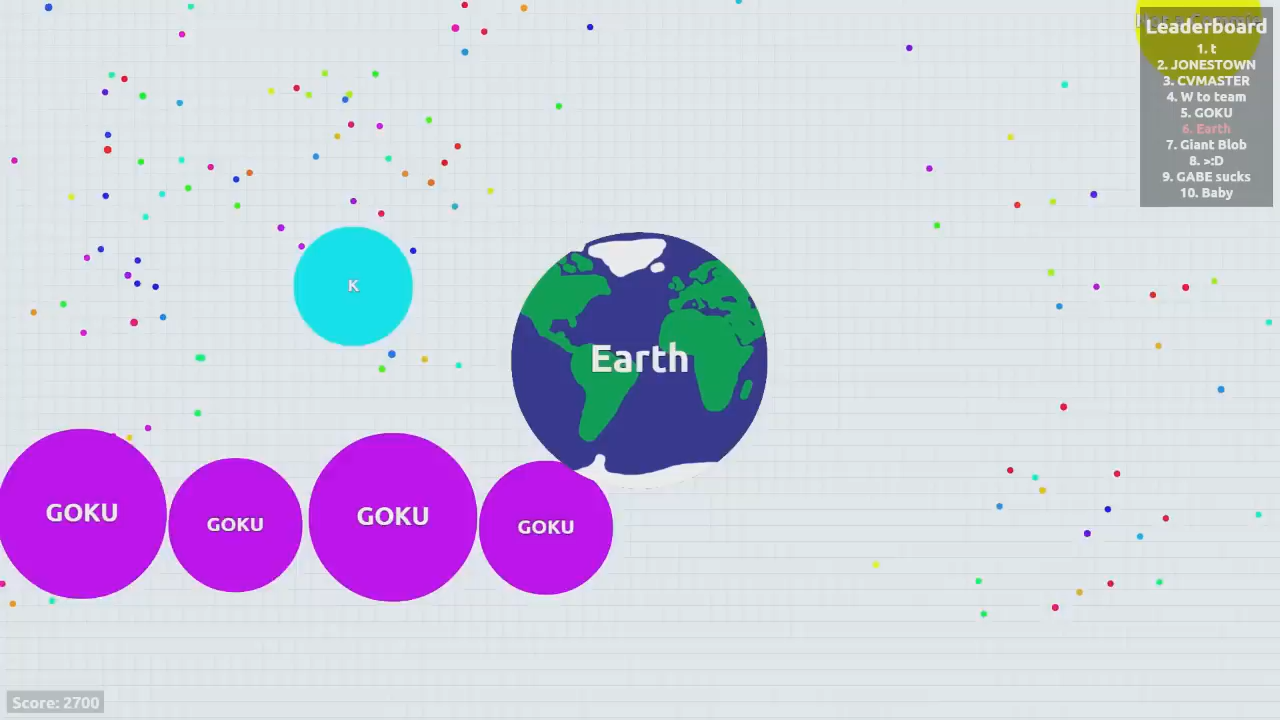 Leaderboard
1. t
2. JONESTOWN
3. CVMASTER
4. W to team
5. GOKU
6. Earth
7. Giant Blob
8. >:D
9. GABE sucks
10. Baby
K
Earth
GOKU
GOKU
GOKU
GOKU
Score: 2700